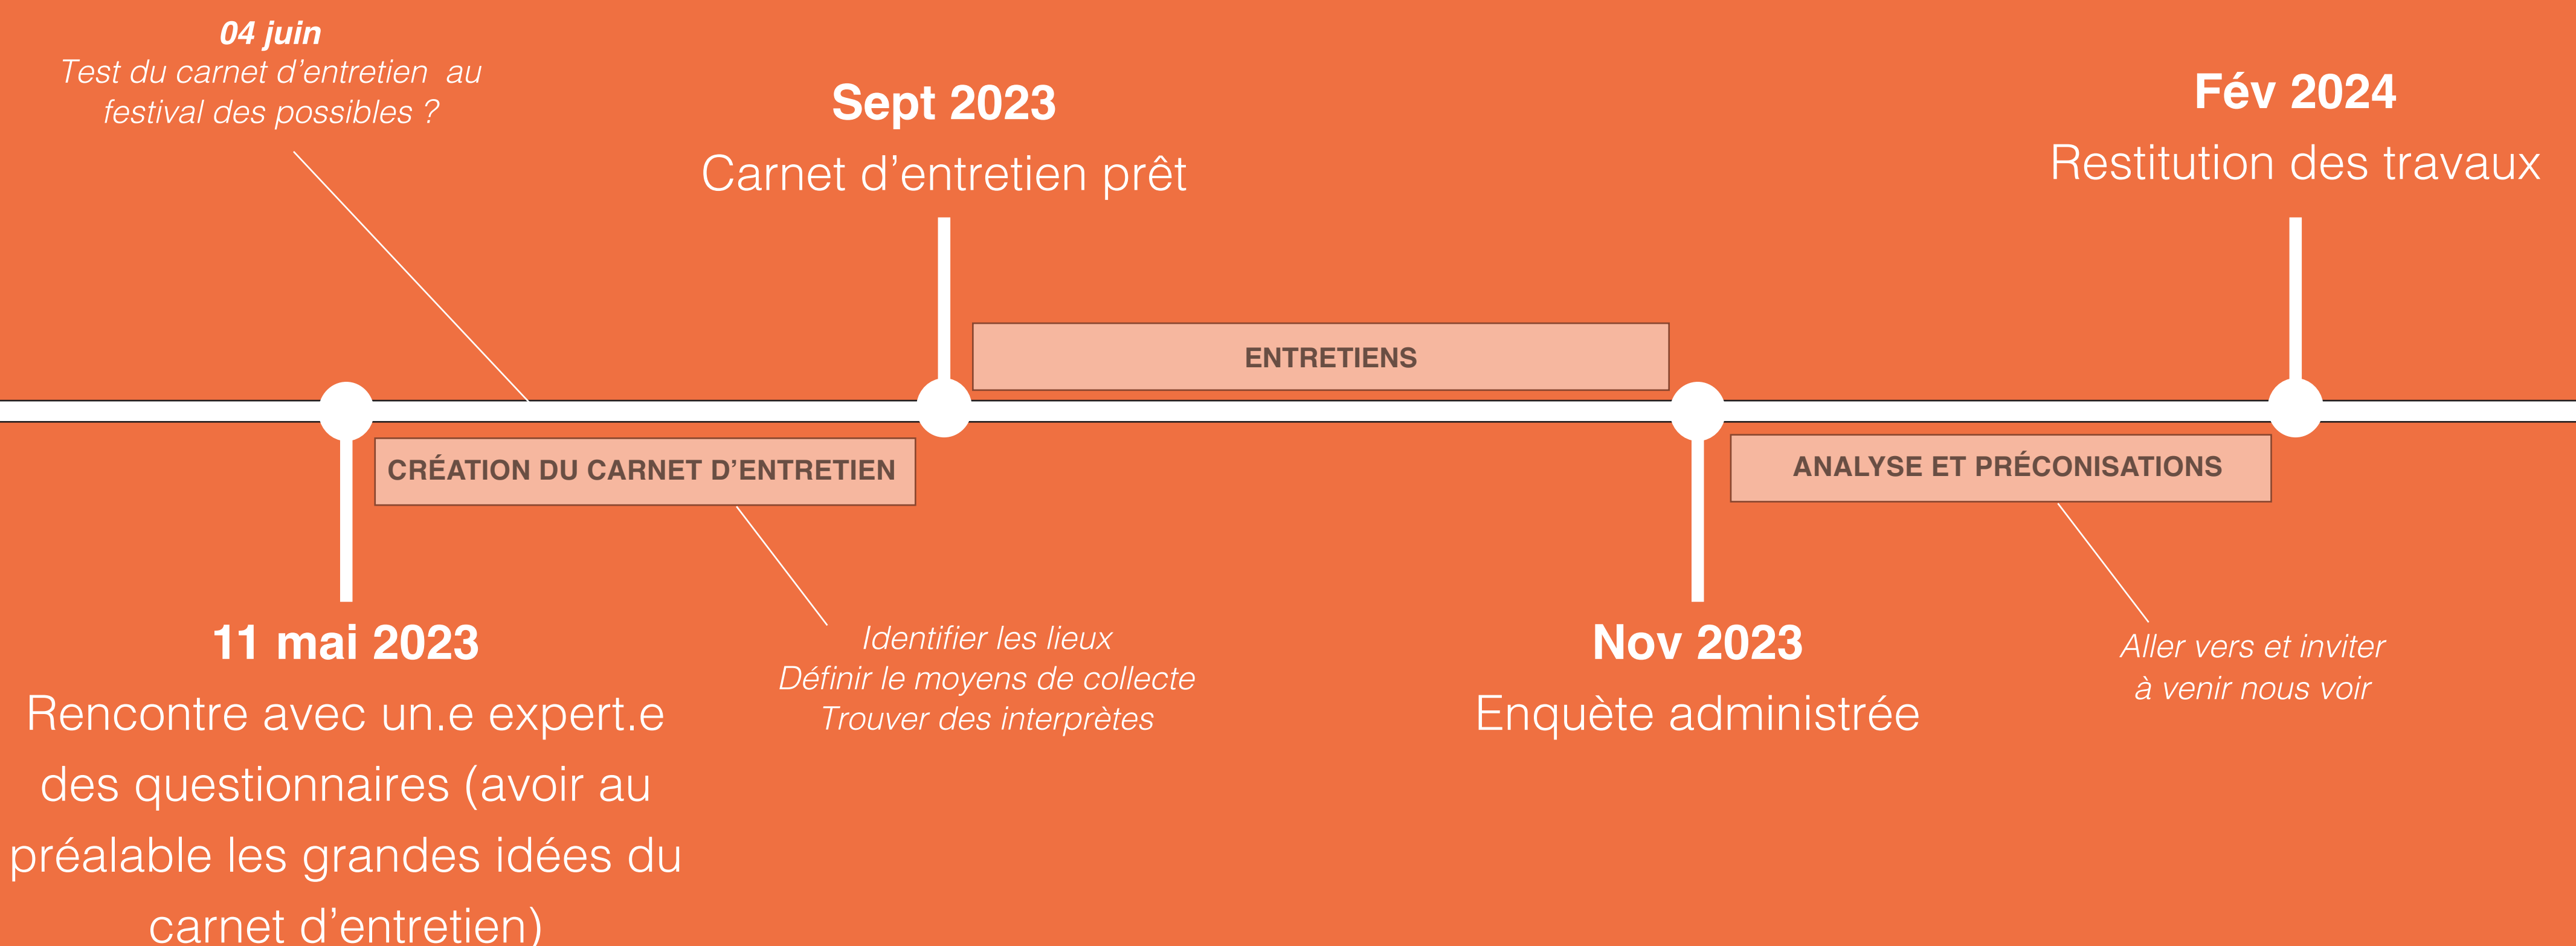 04 juin
Test du carnet d’entretien  au
festival des possibles ?
Sept 2023
Carnet d’entretien prêt
Fév 2024
Restitution des travaux
ENTRETIENS
CRÉATION DU CARNET D’ENTRETIEN
ANALYSE ET PRÉCONISATIONS
11 mai 2023
Rencontre avec un.e expert.e
des questionnaires (avoir au
préalable les grandes idées du
carnet d’entretien)
Identifier les lieux
Définir le moyens de collecte
Trouver des interprètes
Nov 2023
Enquète administrée
Aller vers et inviter
à venir nous voir